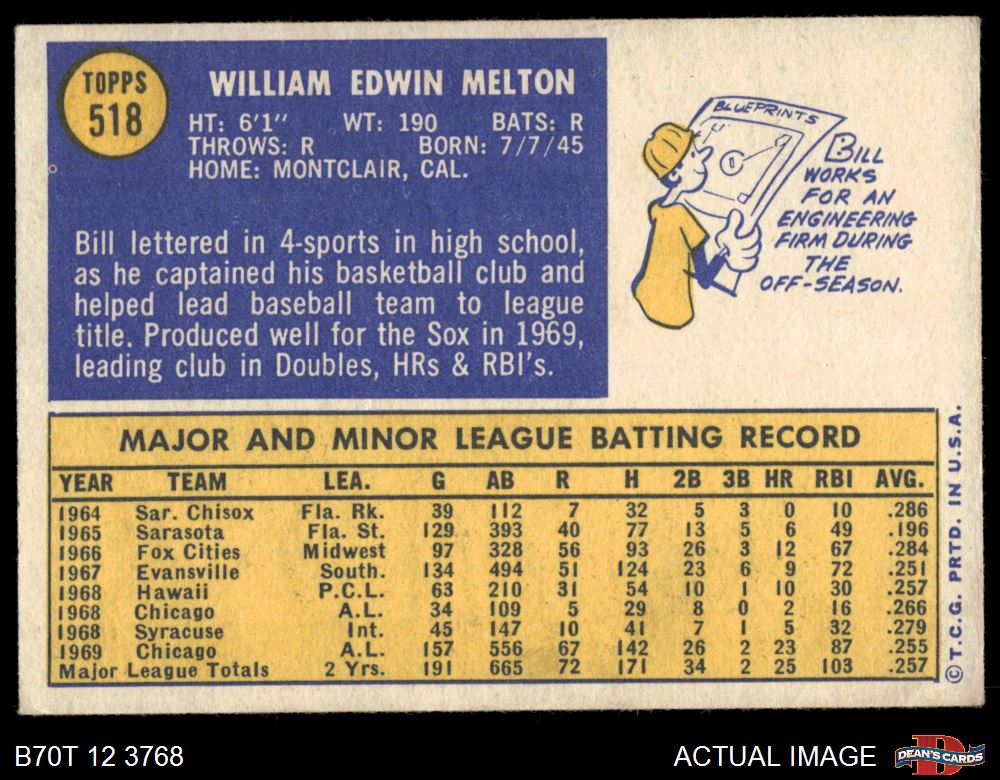 TOPPS
518
WILLIAM EDWIN MELTON
HT: 6'1" WT: 190 BATS: R
THROWS: R BORN: 7/7/45
HOME: MONTCLAIR, CAL.
Bill lettered in 4-sports in high school,
as he captained his basketball club and
helped lead baseball team to league
title. Produced well for the Sox in 1969,
leading club in Doubles, HRs & RBI's.
BLUEPRINTS
BILL
WORKS
FOR AN
ENGINEERING
FIRM DURING
THE
OFF-SEASON.
MAJOR AND MINOR LEAGUE BATTING RECORD
YEAR TEAM LEA. G AB R H 2B 3B HR RBI AVG.
1964 Sar. Chisox Fla. Rk. 39 112 7 32 5 3 0 10 .286
1965 Sarasota Fla. St. 129 393 40 77 13 5 6 49 .196
1966 Fox Cities Midwest 97 328 56 93 26 3 12 67 .284
1967 Evansville South. 134 494 51 124 23 6 9 72 .251
1968 Hawaii P.C.L. 63 210 31 54 10 1 10 30 .257
1968 Chicago A.L. 34 109 5 29 8 0 2 16 .266
1968 Syracuse Int. 45 147 10 41 7 1 5 32 .279
1969 Chicago A.L. 157 556 67 142 26 2 23 87 .255
Major League Totals 2 Yrs. 191 665 72 171 34 2 25 103 .257
© T.C.G. PRTD. IN U.S.A.
B70T 12 3768
ACTUAL IMAGE
DEAN'S CARDS